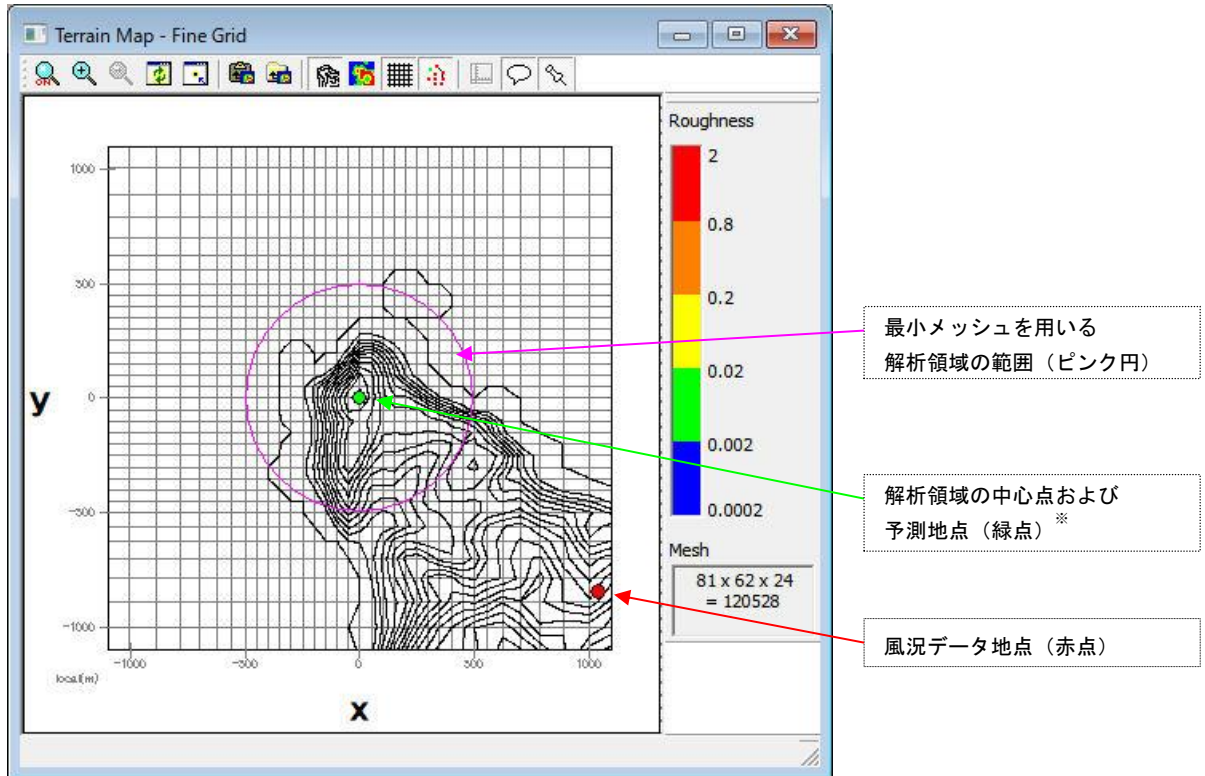 Terrain Map - Fine Grid
ON
Roughness
2
0.8
0.2
0.02
0.002
0.0002
Mesh
81 x 62 x 24
= 120528
1000
500
0
-500
-1000
y
-1000
-500
0
500
1000
local(m)
x
最小メッシュを用いる
解析領域の範囲（ピンク円）
解析領域の中心点および
予測地点（緑点）※
風況データ地点（赤点）